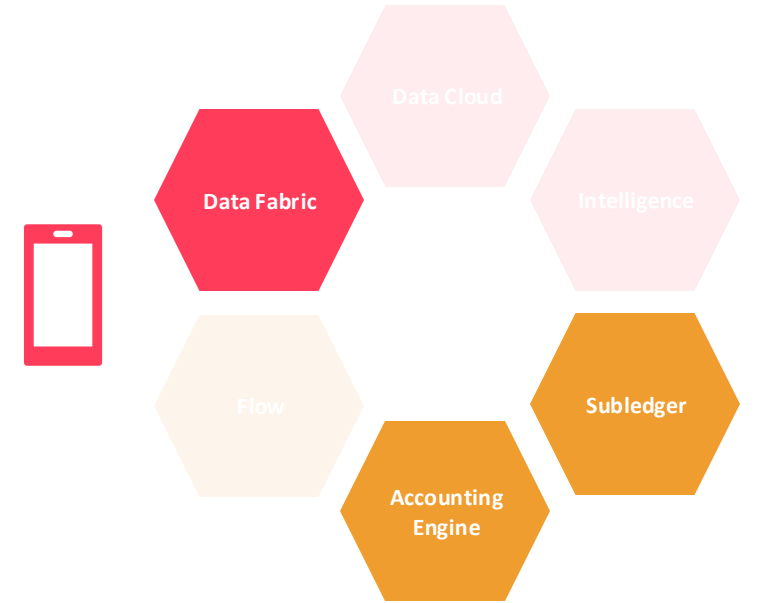 Data Cloud
Data Fabric
Intelligence
Flow
Subledger
Accounting
Engine